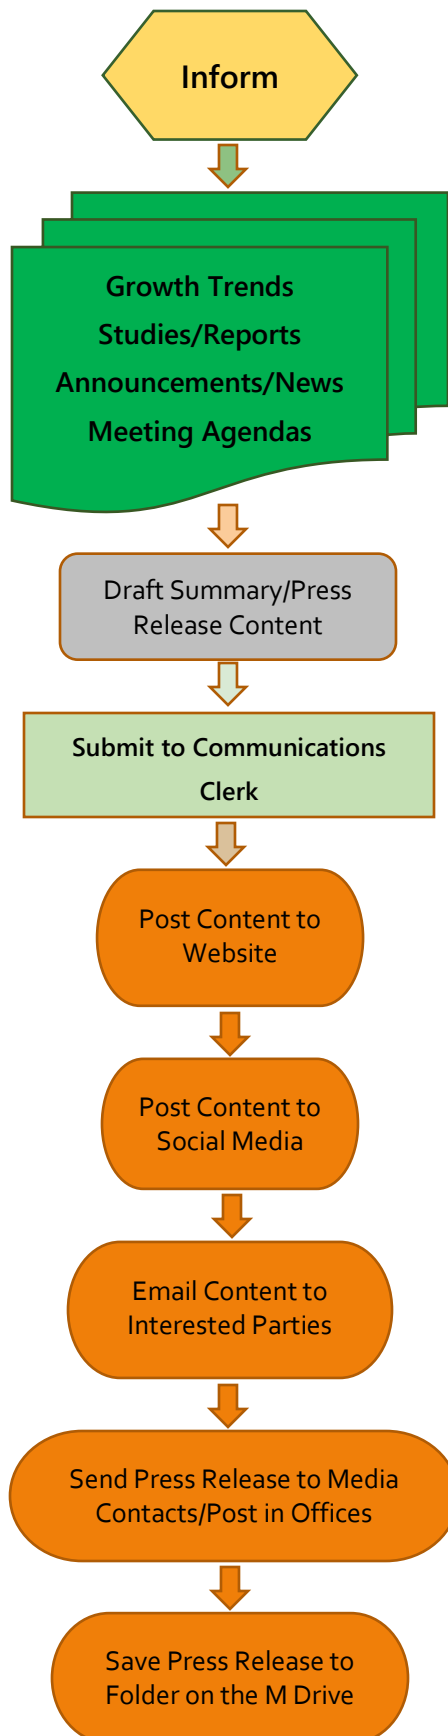 Inform
Growth Trends
Studies/Reports
Announcements/News
Meeting Agendas
Draft Summary/Press
Release Content
Submit to Communications
Clerk
Post Content to
Website
Post Content to
Social Media
Email Content to
Interested Parties
Send Press Release to Media
Contacts/Post in Offices
Save Press Release to
Folder on the M Drive